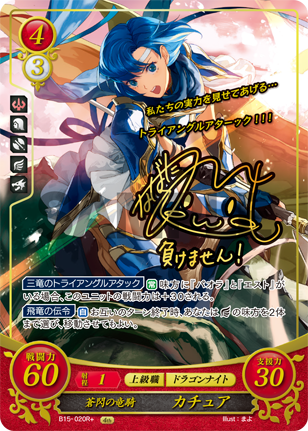 4
3
私たちの実力を見せてあげる…
トライアングルアターック!!!
負けません!
三竜のトライアングルアタック 常 味方に『パオラ』と『エスト』が
いる場合、このユニットの戦闘力は+30される。
飛竜の伝令 自 お互いのターン終了時、あなたは の味方を2体
まで選び、移動させてもよい。
戦闘力
60
射程 1 上級職 ドラゴンナイト
支援力
30
蒼閃の竜騎 カチュア
B15-020R+
Illust:まよ